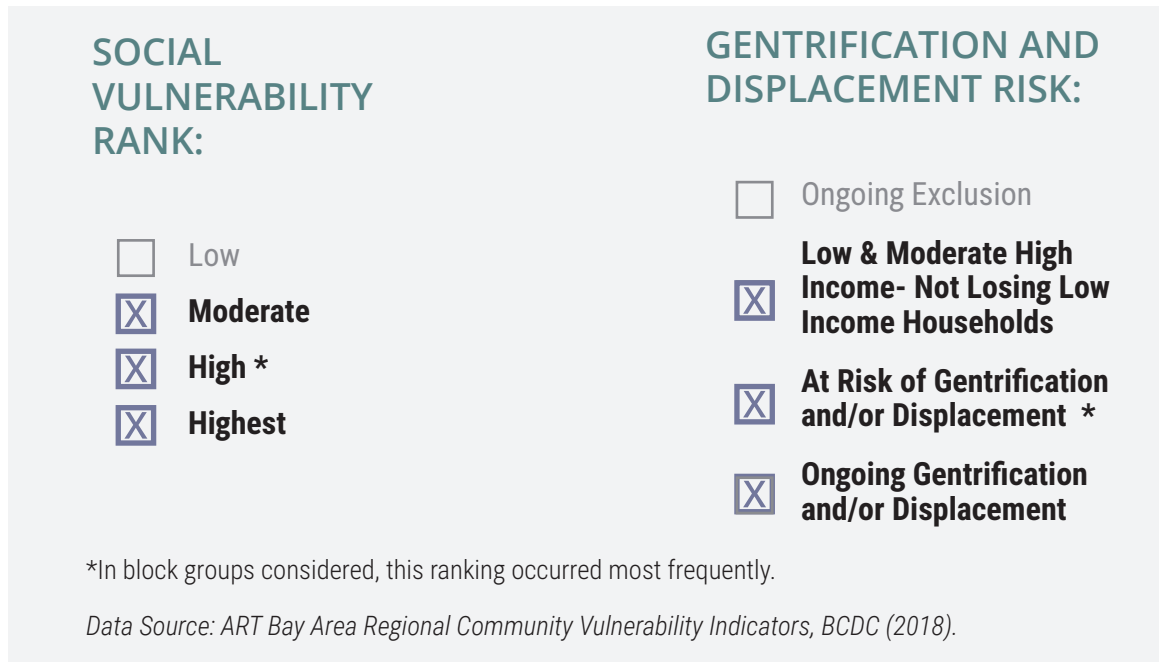 SOCIAL
VULNERABILITY
RANK:
X
X
X
Low
Moderate
High *
Highest
GENTRIFICATION AND
DISPLACEMENT RISK:
Ongoing Exclusion
X
Low & Moderate High
Income- Not Losing Low
Income Households
X
At Risk of Gentrification
and/or Displacement *
X
Ongoing Gentrification
and/or Displacement
*In block groups considered, this ranking occurred most frequently.
Data Source: ART Bay Area Regional Community Vulnerability Indicators, BCDC (2018).